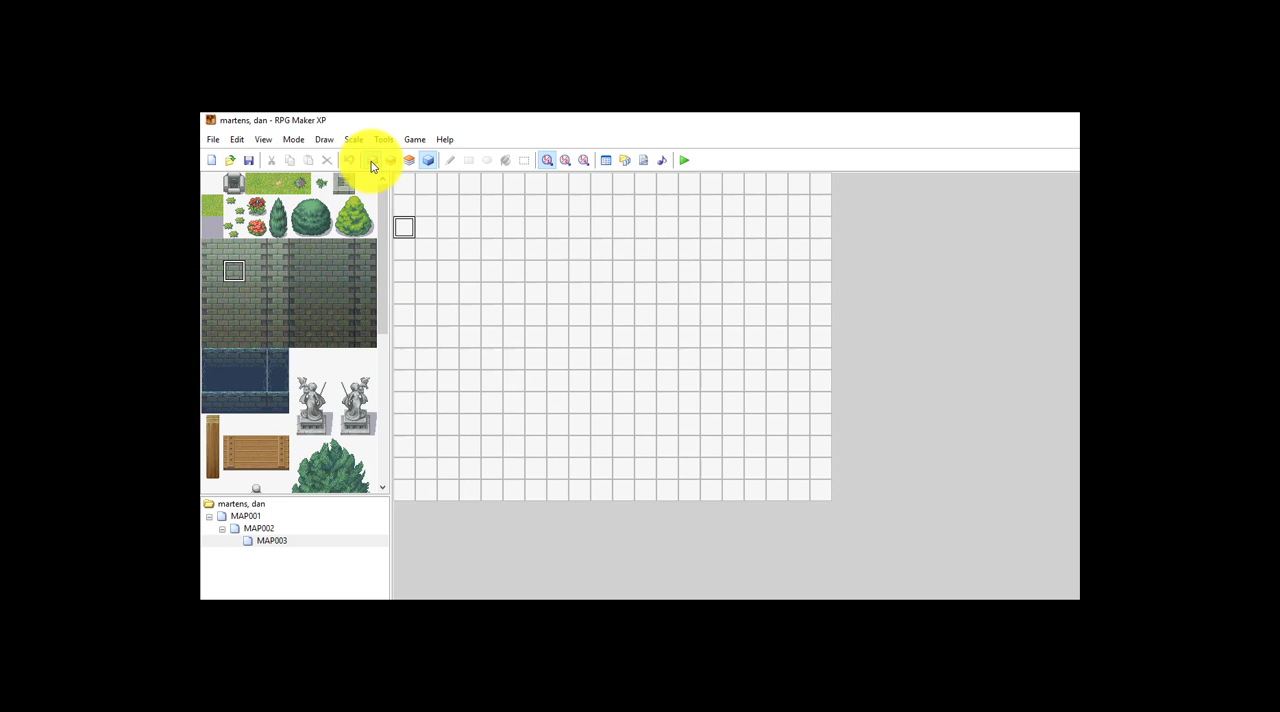 martens, dan - RPG Maker XP
File Edit View Mode Draw Scale Tools Game Help
martens, dan
MAP001
MAP002
MAP003